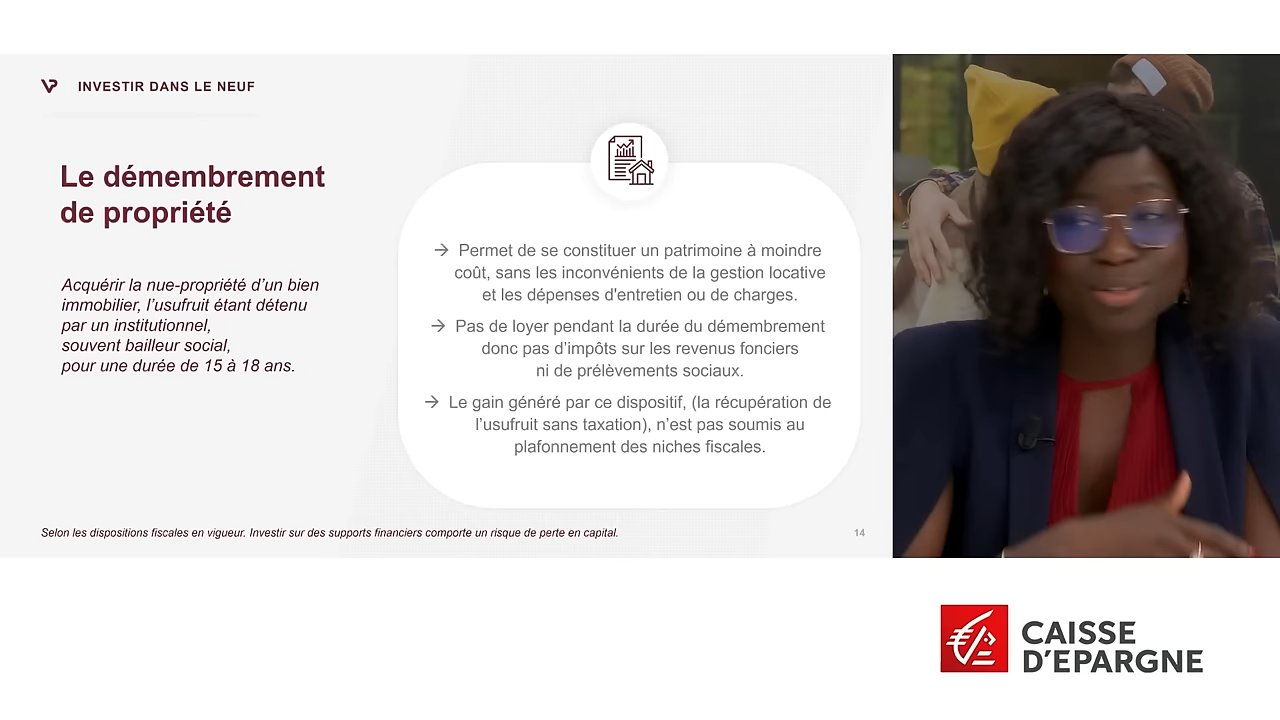 INVESTIR DANS LE NEUF
Le démembrement
de propriété
Acquérir la nue-propriété d’un bien
immobilier, l’usufruit étant détenu
par un institutionnel,
souvent bailleur social,
pour une durée de 15 à 18 ans.
→ Permet de se constituer un patrimoine à moindre
coût, sans les inconvénients de la gestion locative
et les dépenses d'entretien ou de charges.
→ Pas de loyer pendant la durée du démembrement
donc pas d’impôts sur les revenus fonciers
ni de prélèvements sociaux.
→ Le gain généré par ce dispositif, (la récupération de
l’usufruit sans taxation), n’est pas soumis au
plafonnement des niches fiscales.
Selon les dispositions fiscales en vigueur. Investir sur des supports financiers comporte un risque de perte en capital.
14
CAISSE
D’EPARGNE